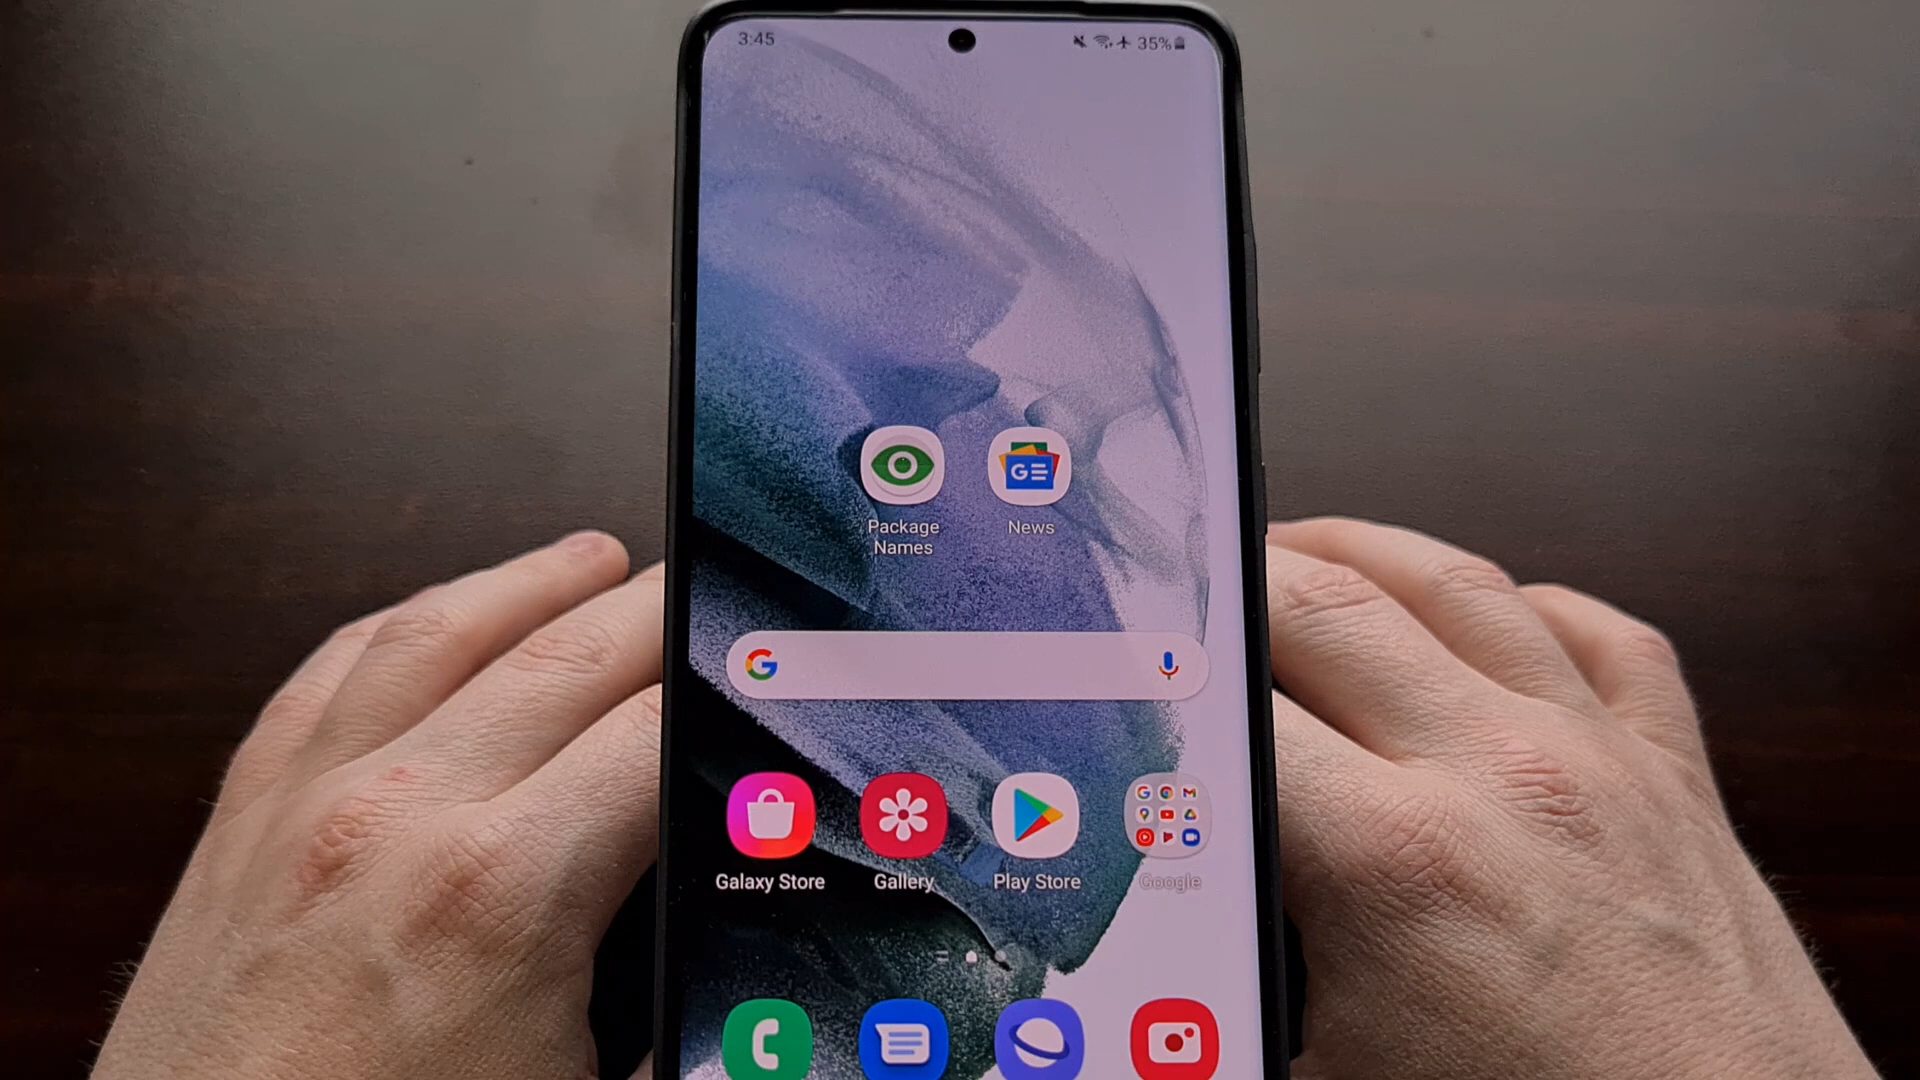 3:45
35%
Package
Names
News
Galaxy Store
Gallery
Play Store
Google